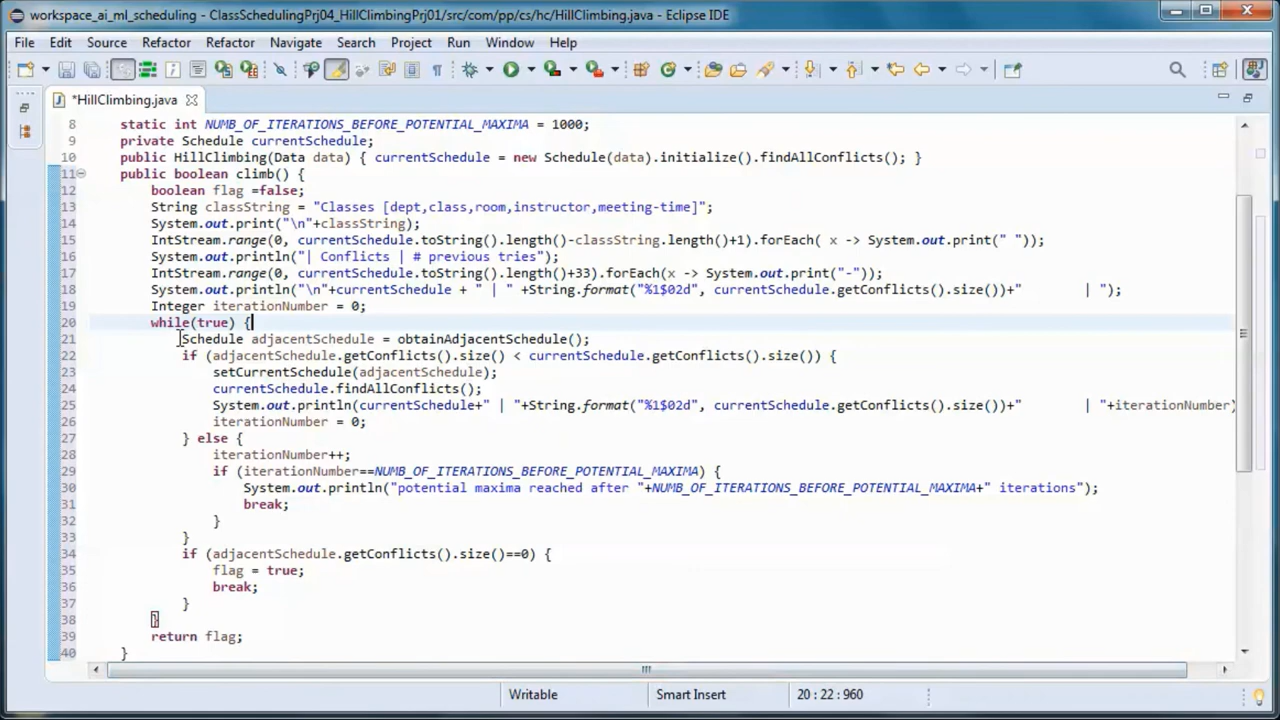 workspace_ai_ml_scheduling - ClassSchedulingPrj04_HillClimbingPrj01/src/com/pp/cs/hc/HillClimbing.java - Eclipse IDE
File Edit Source Refactor Refactor Navigate Search Project Run Window Help
*HillClimbing.java
8 static int NUMB_OF_ITERATIONS_BEFORE_POTENTIAL_MAXIMA = 1000;
9 private Schedule currentSchedule;
10 public HillClimbing(Data data) { currentSchedule = new Schedule(data).initialize().findAllConflicts(); }
11 public boolean climb() {
12 boolean flag =false;
13 String classString = "Classes [dept,class,room,instructor,meeting-time]";
14 System.out.print("\n"+classString);
15 IntStream.range(0, currentSchedule.toString().length()-classString.length()+1).forEach( x -> System.out.print(" "));
16 System.out.println("| Conflicts | # previous tries");
17 IntStream.range(0, currentSchedule.toString().length()+33).forEach(x -> System.out.print("-"));
18 System.out.println("\n"+currentSchedule + " | " +String.format("%1$02d", currentSchedule.getConflicts().size())+"        | ");
19 Integer iterationNumber = 0;
20 while(true) {
21 Schedule adjacentSchedule = obtainAdjacentSchedule();
22 if (adjacentSchedule.getConflicts().size() < currentSchedule.getConflicts().size()) {
23 setCurrentSchedule(adjacentSchedule);
24 currentSchedule.findAllConflicts();
25 System.out.println(currentSchedule+" | "+String.format("%1$02d", currentSchedule.getConflicts().size())+"        | "+iterationNumber)
26 iterationNumber = 0;
27 } else {
28 iterationNumber++;
29 if (iterationNumber==NUMB_OF_ITERATIONS_BEFORE_POTENTIAL_MAXIMA) {
30 System.out.println("potential maxima reached after "+NUMB_OF_ITERATIONS_BEFORE_POTENTIAL_MAXIMA+" iterations");
31 break;
32 }
33 }
34 if (adjacentSchedule.getConflicts().size()==0) {
35 flag = true;
36 break;
37 }
38 }
39 return flag;
40 }
Writable Smart Insert 20 : 22 : 960